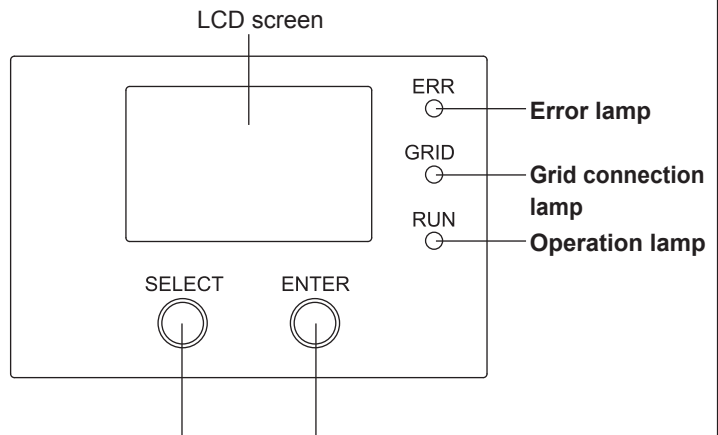 LCD screen
ERR
Error lamp
GRID
Grid connection
lamp
RUN
Operation lamp
SELECT
ENTER